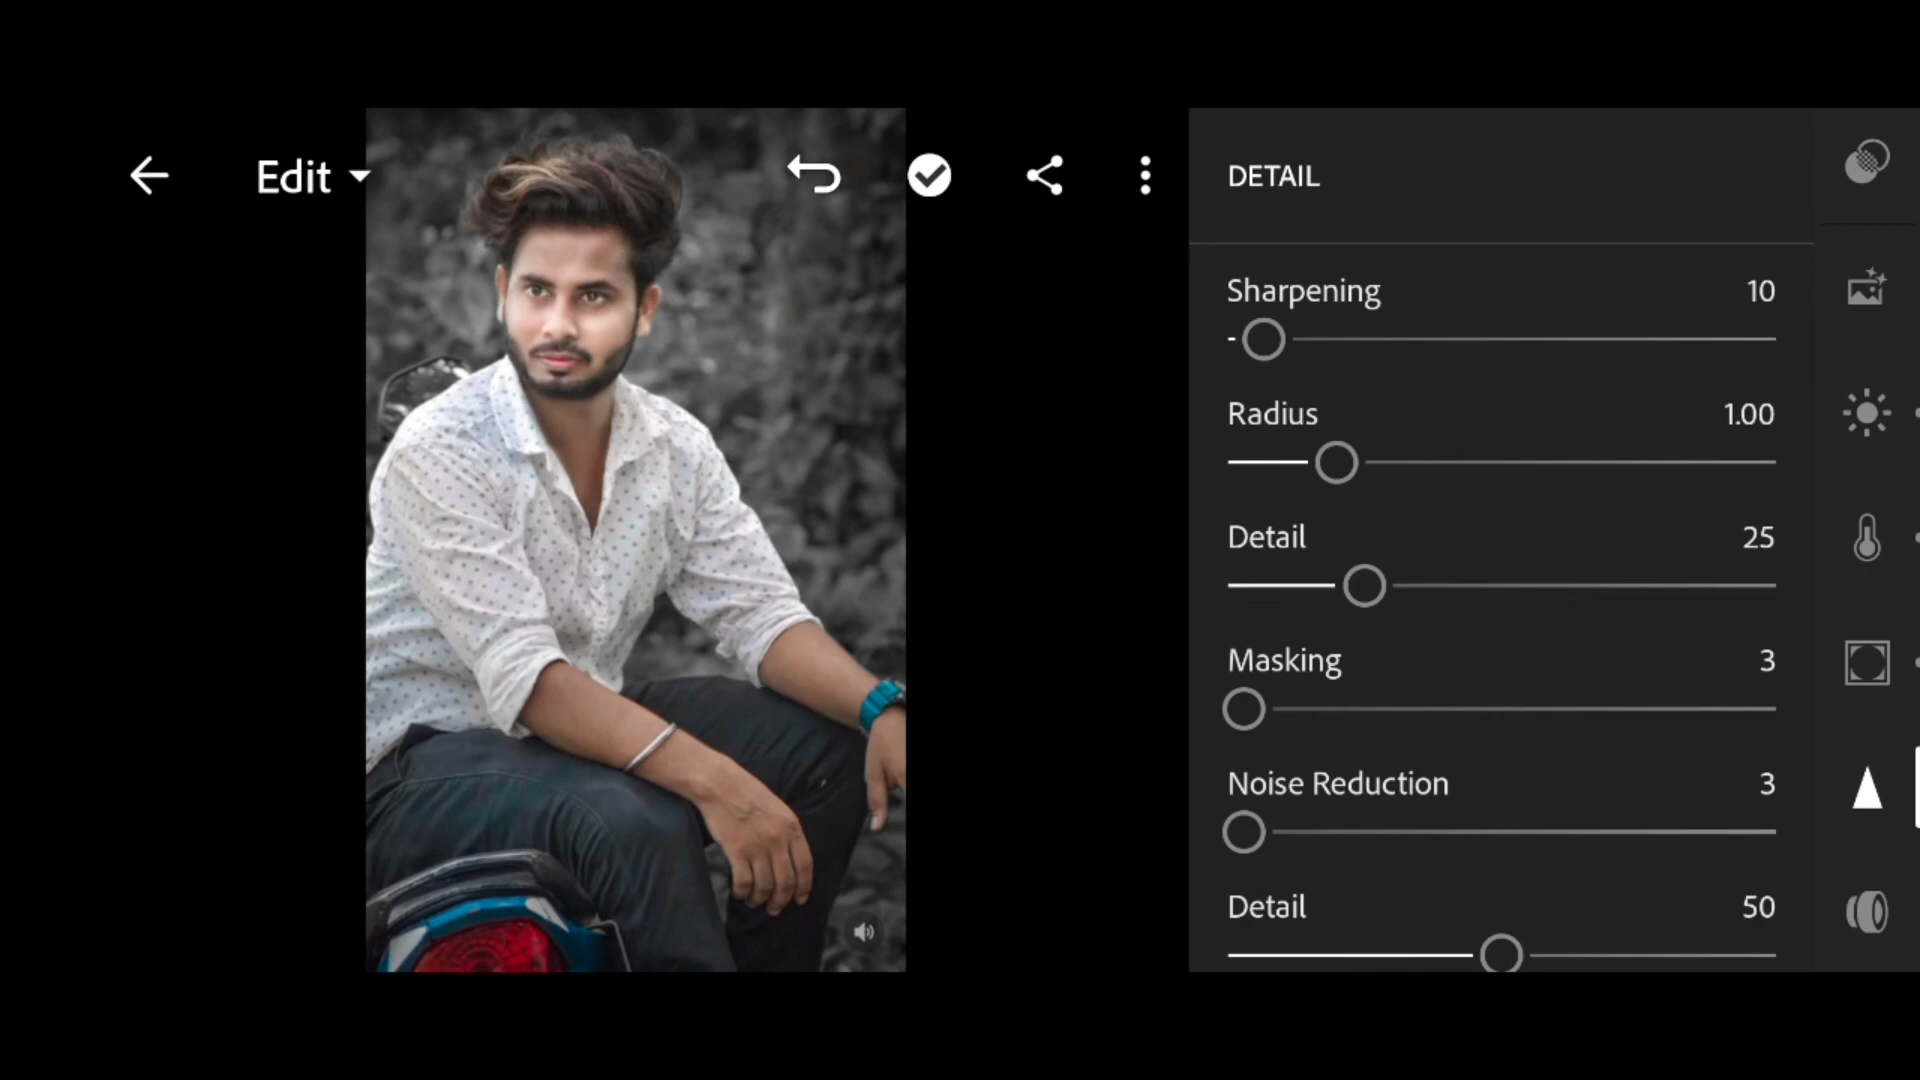 Edit
DETAIL
Sharpening 10
Radius 1.00
Detail 25
Masking 3
Noise Reduction 3
Detail 50